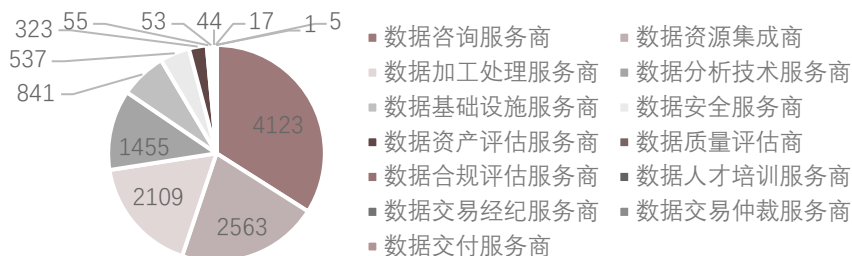 55 53 44 17 1 5
323
537
841
4123
1455
2109
2563
数据咨询服务商 数据资源集成商
数据加工处理服务商 数据分析技术服务商
数据基础设施服务商 数据安全服务商
数据资产评估服务商 数据质量评估商
数据合规评估服务商 数据人才培训服务商
数据交易经纪服务商 数据交易仲裁服务商
数据交付服务商